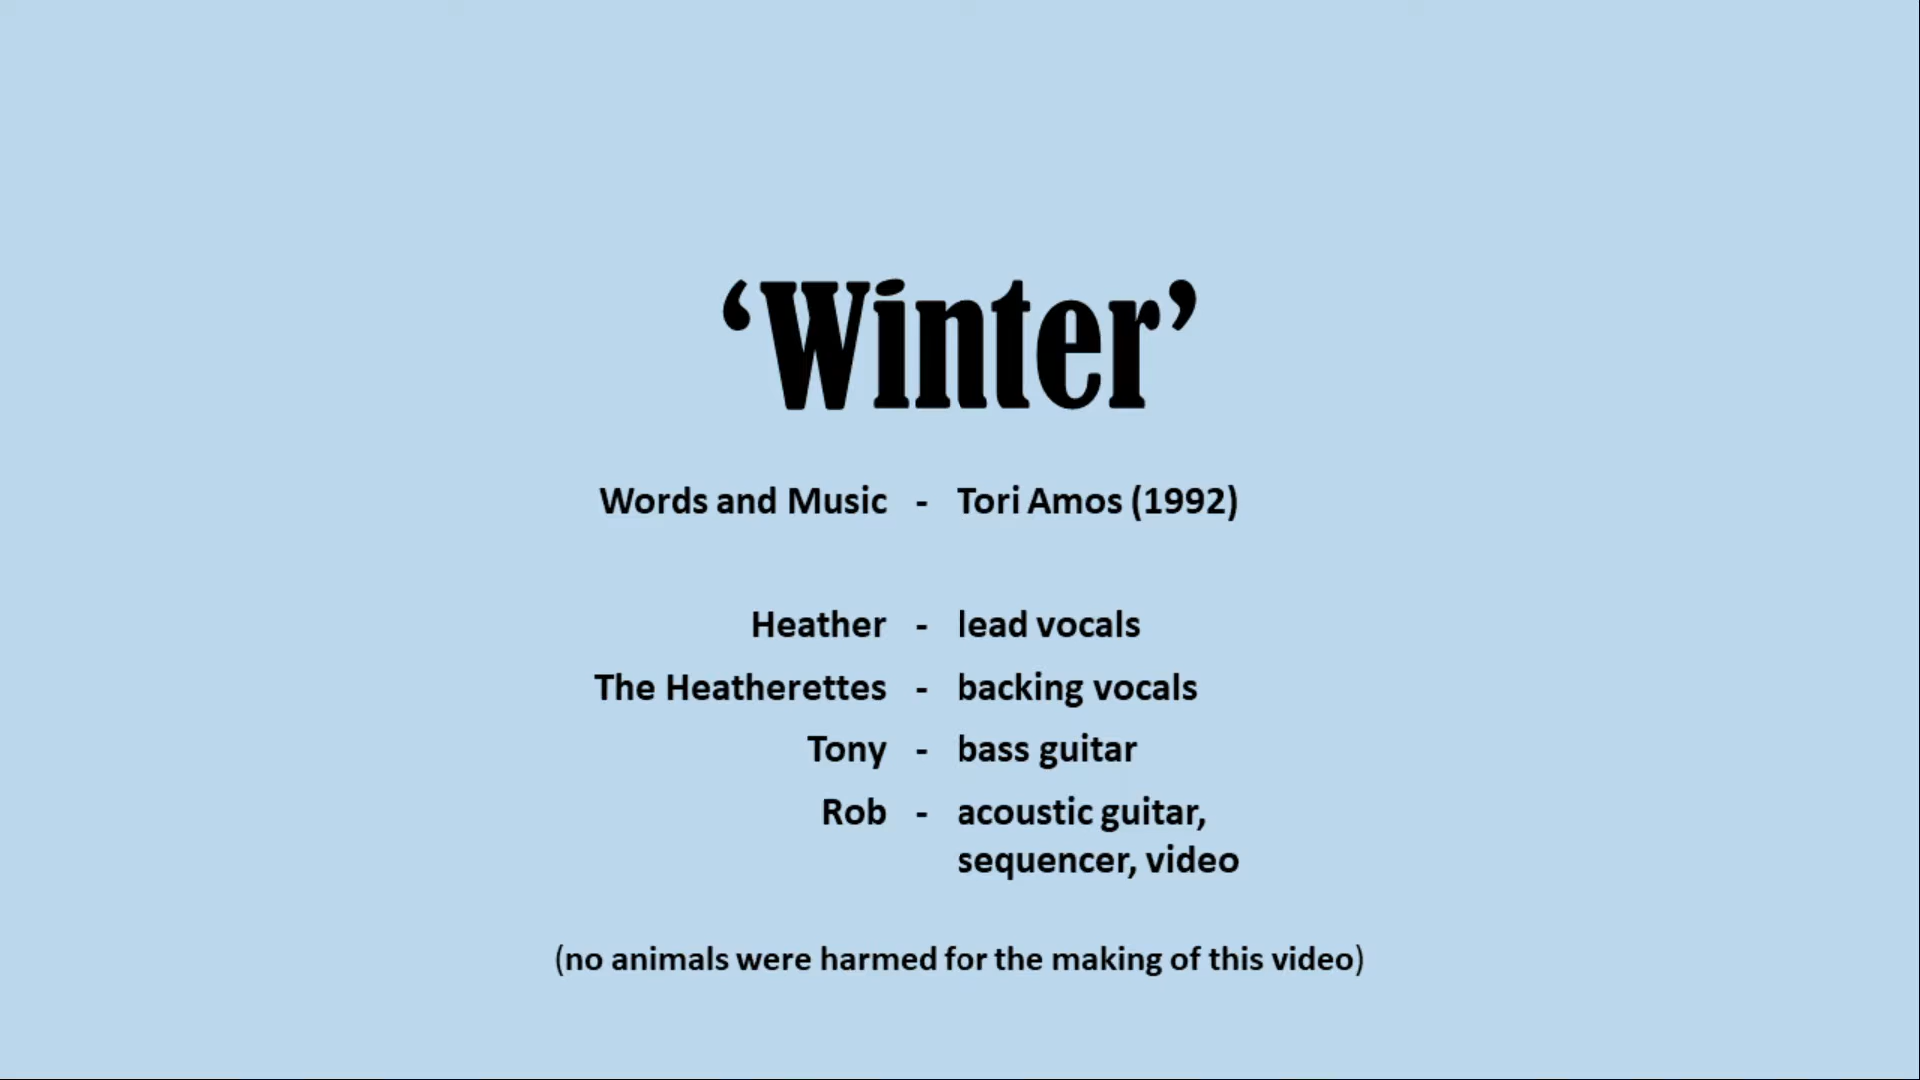 ‘Winter’
Words and Music - Tori Amos (1992)
Heather - lead vocals
The Heatherettes - backing vocals
Tony - bass guitar
Rob - acoustic guitar,
sequencer, video
(no animals were harmed for the making of this video)